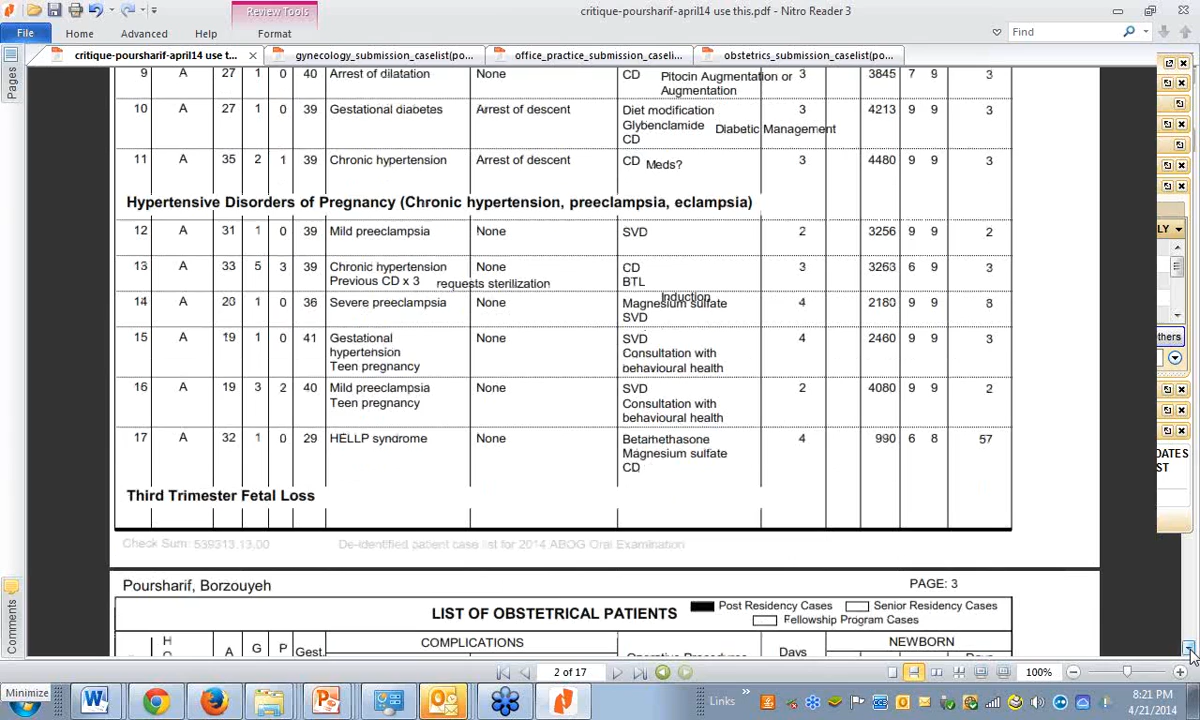 Review Tools
critique-poursharif-april14 use this.pdf - Nitro Reader 3
File Home Advanced Help Format Find
Pages
critique-poursharif-april14 use t... gynecology_submission_caselist(po... office_practice_submission_caseli... obstetrics_submission_caselist(po...
9 A 27 1 0 40 Arrest of dilatation None CD Pitocin Augmentation or 3 3845 7 9 3
Augmentation
10 A 27 1 0 39 Gestational diabetes Arrest of descent Diet modification 3 4213 9 9 3
Glybenclamide Diabetic Management
CD
11 A 35 2 1 39 Chronic hypertension Arrest of descent CD Meds? 3 4480 9 9 3
Hypertensive Disorders of Pregnancy (Chronic hypertension, preeclampsia, eclampsia)
12 A 31 1 0 39 Mild preeclampsia None SVD 2 3256 9 9 2
13 A 33 5 3 39 Chronic hypertension None CD 3 3263 6 9 3
Previous CD x 3 requests sterilization BTL
Induction
14 A 20 1 0 36 Severe preeclampsia None Magnesium sulfate 4 2180 9 9 8
SVD
15 A 19 1 0 41 Gestational None SVD 4 2460 9 9 3
hypertension Consultation with
Teen pregnancy behavioural health
16 A 19 3 2 40 Mild preeclampsia None SVD 2 4080 9 9 2
Teen pregnancy Consultation with
behavioural health
17 A 32 1 0 29 HELLP syndrome None Betamethasone 4 990 6 8 57
Magnesium sulfate
CD
Third Trimester Fetal Loss
Check Sum: 539313.13.00 De-identified patient case list for 2014 ABOG Oral Examination
Poursharif, Borzouyeh PAGE: 3
LIST OF OBSTETRICAL PATIENTS Post Residency Cases Senior Residency Cases
Fellowship Program Cases
H COMPLICATIONS NEWBORN
A G P Gest. Operative Procedures Days Days
Comments
LY
thers
DATES
ST
2 of 17 100%
Minimize
Links
8:21 PM
4/21/2014